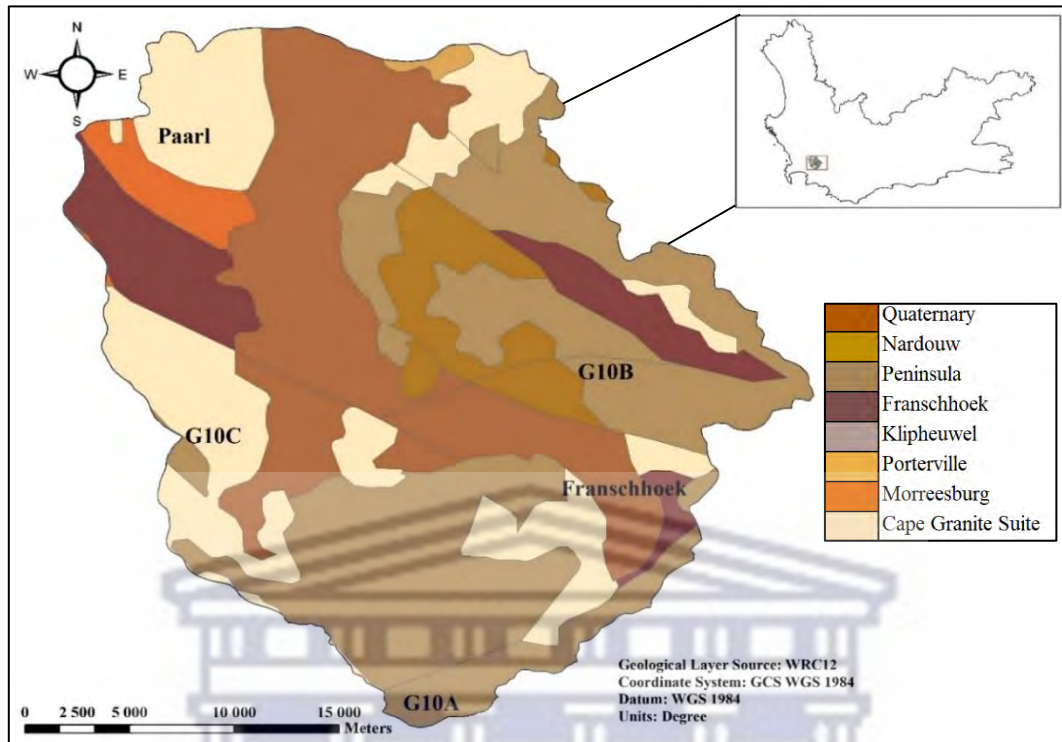 N
W E
S
Paarl
G10B
G10C
Franschhoek
G10A
Quaternary
Nardouw
Peninsula
Franschhoek
Klipheuwel
Porterville
Morreesburg
Cape Granite Suite
Geological Layer Source: WRC12
Coordinate System: GCS WGS 1984
Datum: WGS 1984
Units: Degree
0 2 500 5 000 10 000 15 000
Meters